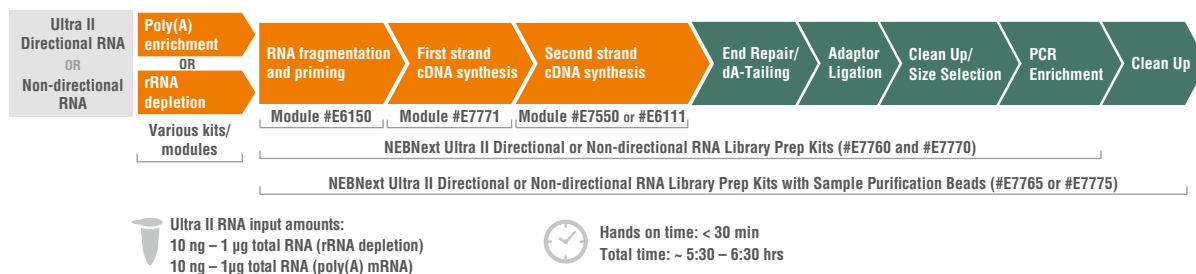 Ultra II
Directional RNA
OR
Non-directional
RNA
Poly(A)
enrichment
OR
rRNA
depletion
Various kits/
modules
RNA fragmentation
and priming
Module #E6150
First strand
cDNA synthesis
Module #E7771
Second strand
cDNA synthesis
Module #E7550 or #E6111
End Repair/
dA-Tailing
Adaptor
Ligation
Clean Up/
Size Selection
PCR
Enrichment
Clean Up
NEBNext Ultra II Directional or Non-directional RNA Library Prep Kits (#E7760 and #E7770)
NEBNext Ultra II Directional or Non-directional RNA Library Prep Kits with Sample Purification Beads (#E7765 or #E7775)
Ultra II RNA input amounts:
10 ng – 1 µg total RNA (rRNA depletion)
10 ng – 1µg total RNA (poly(A) mRNA)
Hands on time: < 30 min
Total time: ~ 5:30 – 6:30 hrs